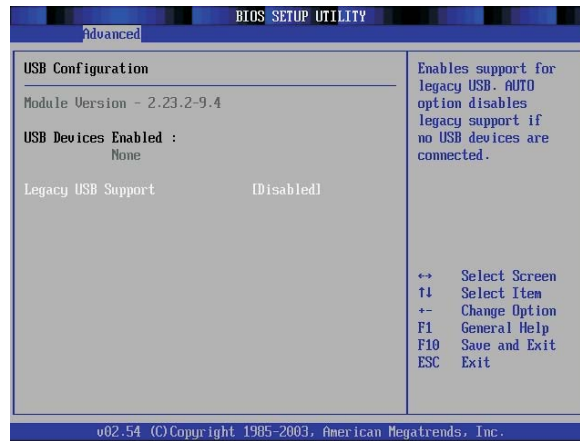 BIOS SETUP UTILITY
Advanced
USB Configuration
Module Version - 2.23.2-9.4
USB Devices Enabled :
None
Legacy USB Support [Disabled]
Enables support for
legacy USB. AUTO
option disables
legacy support if
no USB devices are
connected.
↔ Select Screen
↑↓ Select Item
+- Change Option
F1 General Help
F10 Save and Exit
ESC Exit
v02.54 (C)Copyright 1985-2003, American Megatrends, Inc.